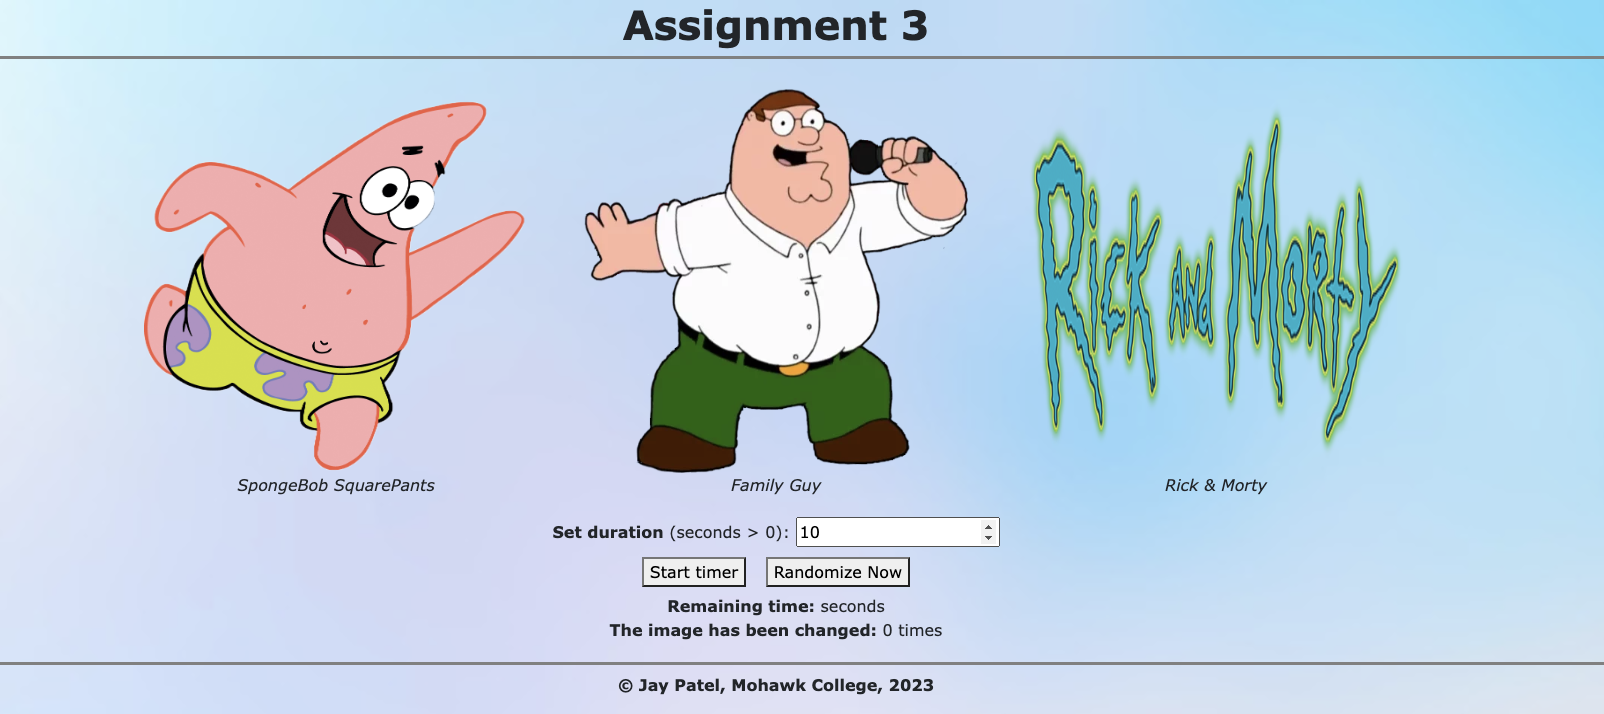 Assignment 3
Rick and Morty
SpongeBob SquarePants
Family Guy
Rick & Morty
Set duration (seconds > 0): 10
Start timer
Randomize Now
Remaining time: seconds
The image has been changed: 0 times
© Jay Patel, Mohawk College, 2023